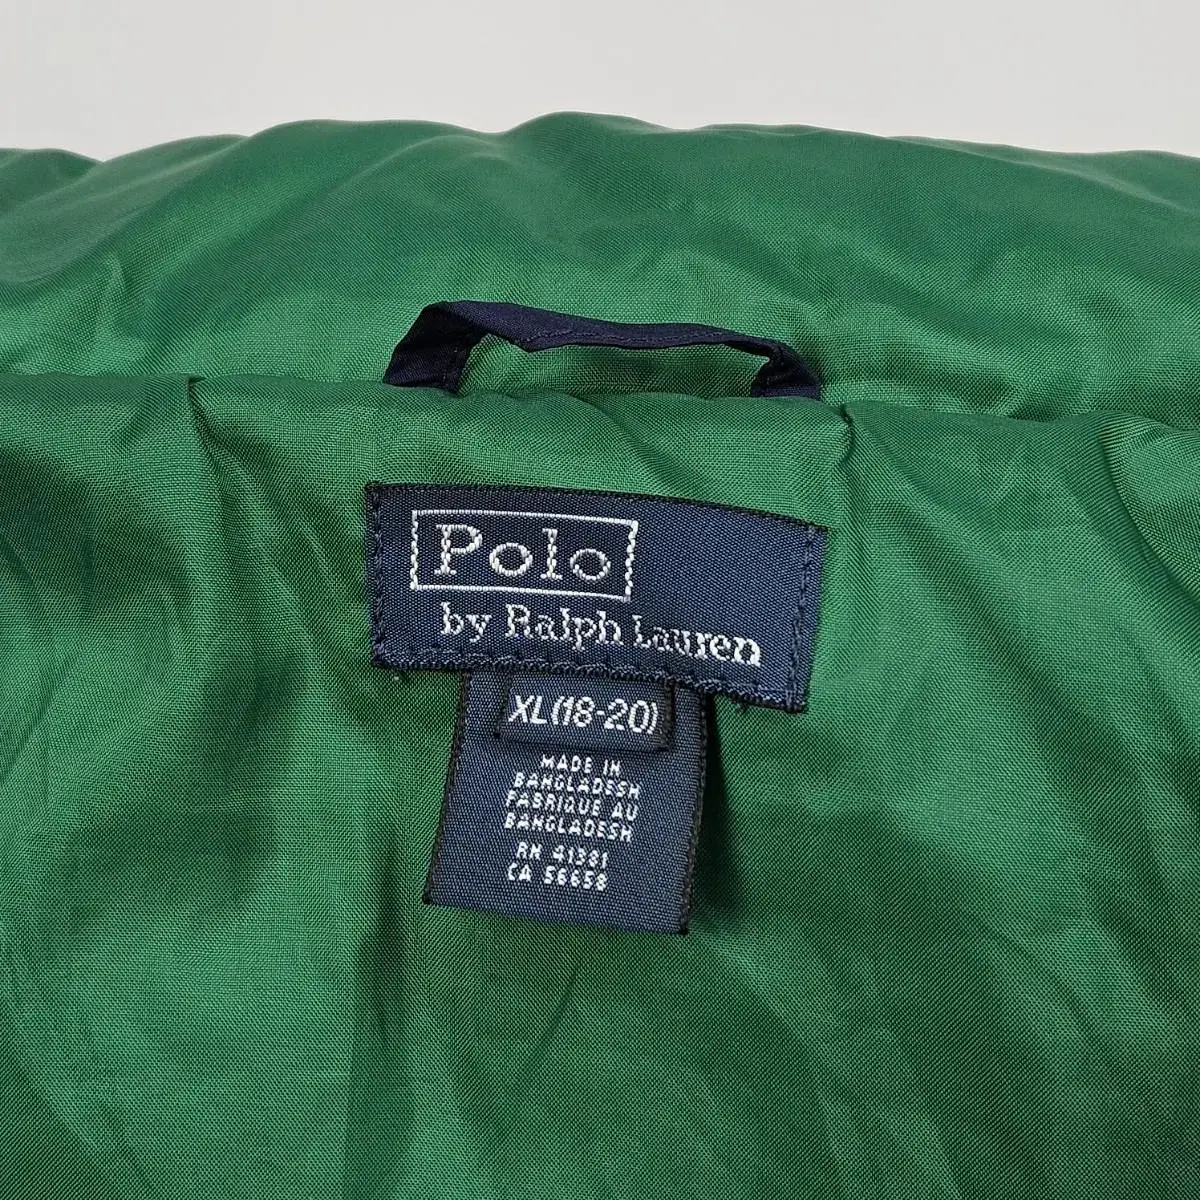 Polo
by Ralph Lauren
XL(18-20)
MADE IN
BANGLADESH
FABRIQUE AU
BANGLADESH
RN 41381
CA 56658